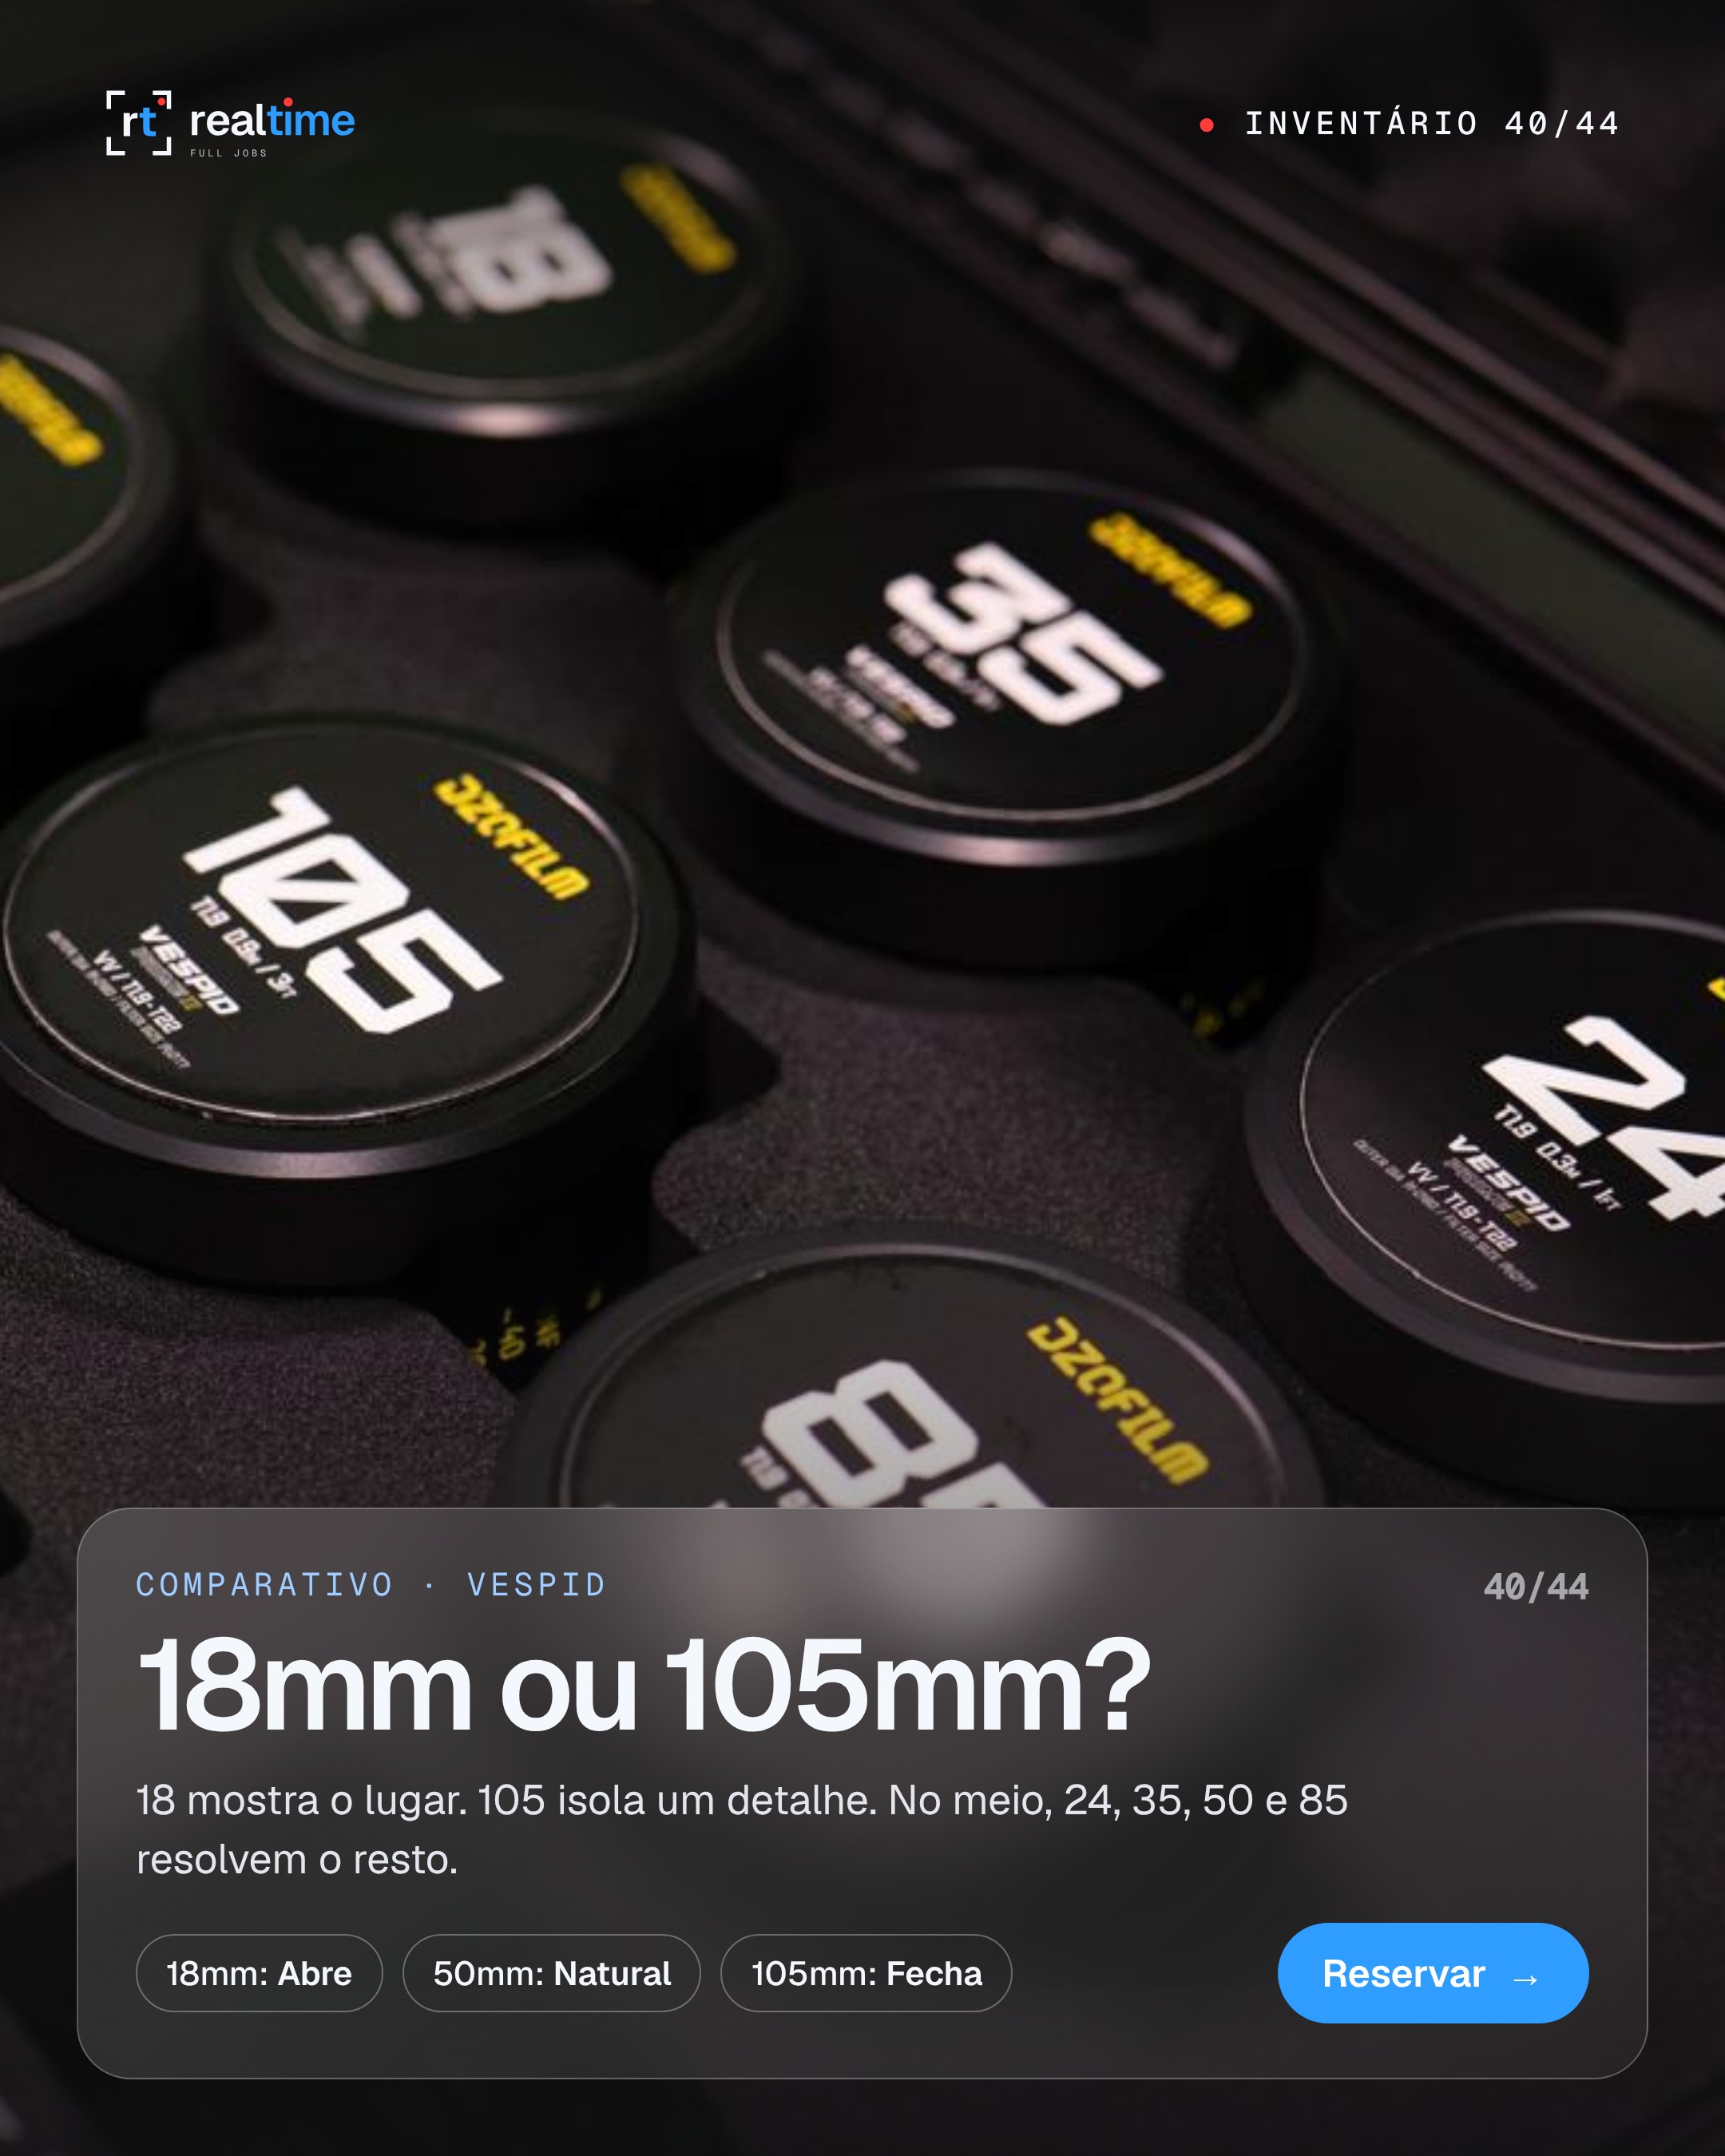 rt realtime
FULL JOBS
INVENTÁRIO 40/44
18
35
DZOFILM
105
T1.9 0.9M / 3FT
VESPID
VV / T1.9-T22
24
T1.9 0.3M / 1FT
VESPID
VV / T1.9-T22
DZOFILM
COMPARATIVO · VESPID
40/44
18mm ou 105mm?
18 mostra o lugar. 105 isola um detalhe. No meio, 24, 35, 50 e 85
resolvem o resto.
18mm: Abre
50mm: Natural
105mm: Fecha
Reservar →